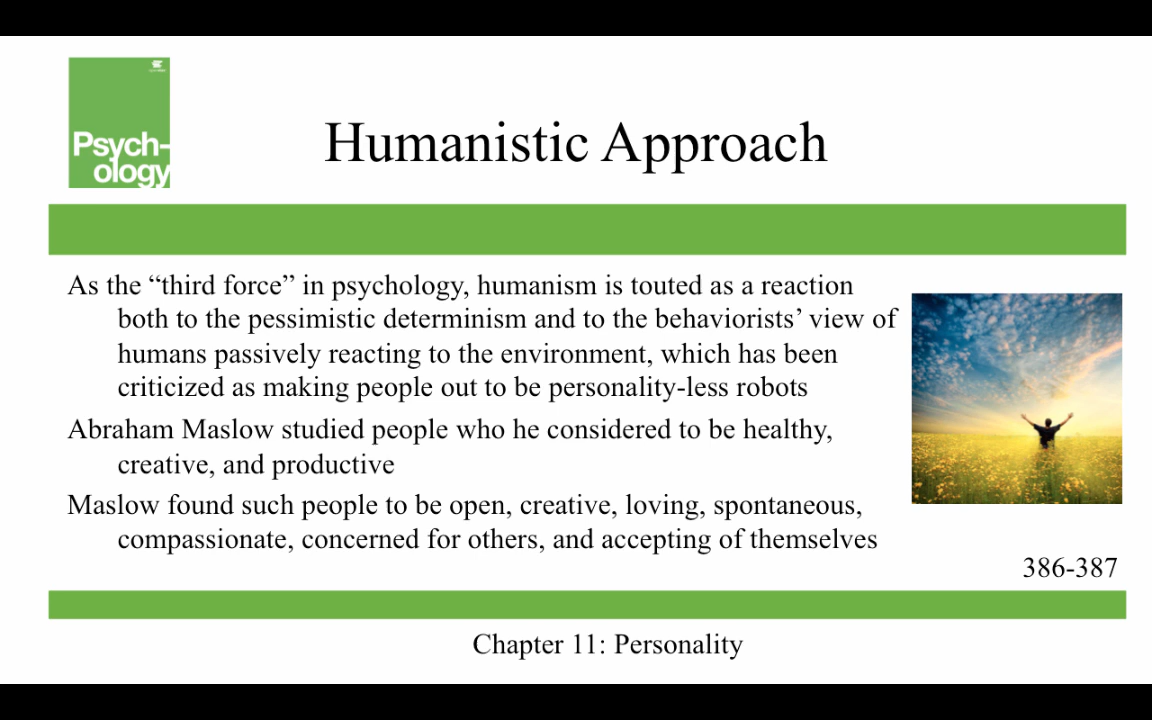 Psych-
ology
Humanistic Approach
As the “third force” in psychology, humanism is touted as a reaction
both to the pessimistic determinism and to the behaviorists’ view of
humans passively reacting to the environment, which has been
criticized as making people out to be personality-less robots
Abraham Maslow studied people who he considered to be healthy,
creative, and productive
Maslow found such people to be open, creative, loving, spontaneous,
compassionate, concerned for others, and accepting of themselves
386-387
Chapter 11: Personality